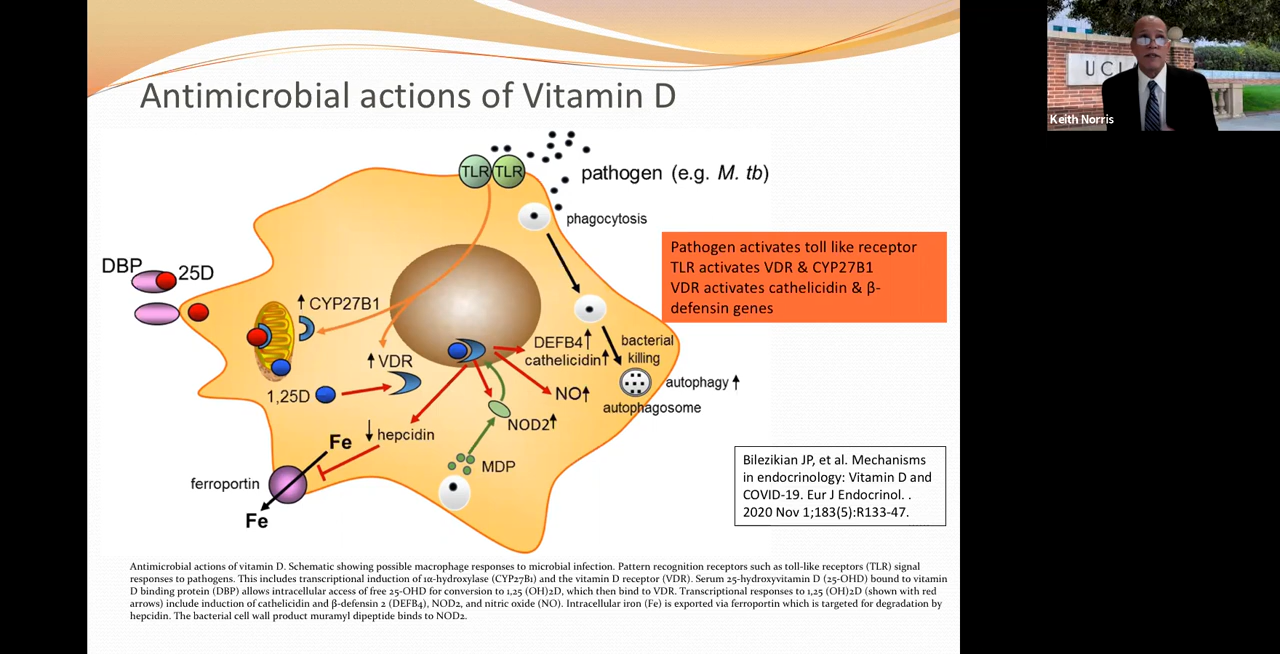 Antimicrobial actions of Vitamin D
UCL
Keith Norris
TLR TLR
pathogen (e.g. M. tb)
phagocytosis
Pathogen activates toll like receptor
TLR activates VDR & CYP27B1
VDR activates cathelicidin & β-
defensin genes
DBP
25D
↑ CYP27B1
↑ VDR
1,25D
DEFB4↑
cathelicidin↑
bacterial
killing
autophagy ↑
autophagosome
NO↑
NOD2↑
↓ hepcidin
MDP
Fe
ferroportin
Fe
Bilezikian JP, et al. Mechanisms
in endocrinology: Vitamin D and
COVID-19. Eur J Endocrinol. .
2020 Nov 1;183(5):R133-47.
Antimicrobial actions of vitamin D. Schematic showing possible macrophage responses to microbial infection. Pattern recognition receptors such as toll-like receptors (TLR) signal
responses to pathogens. This includes transcriptional induction of 1α-hydroxylase (CYP27B1) and the vitamin D receptor (VDR). Serum 25-hydroxyvitamin D (25-OHD) bound to vitamin
D binding protein (DBP) allows intracellular access of free 25-OHD for conversion to 1,25 (OH)2D, which then bind to VDR. Transcriptional responses to 1,25 (OH)2D (shown with red
arrows) include induction of cathelicidin and β-defensin 2 (DEFB4), NOD2, and nitric oxide (NO). Intracellular iron (Fe) is exported via ferroportin which is targeted for degradation by
hepcidin. The bacterial cell wall product muramyl dipeptide binds to NOD2.